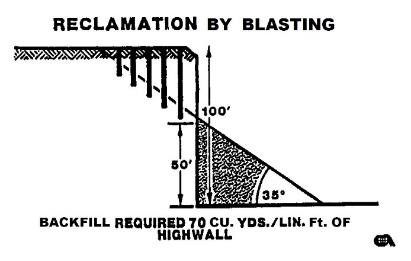 RECLAMATION BY BLASTING
100'
50'
35°
BACKFILL REQUIRED 70 CU. YDS./LIN. Ft. OF
HIGHWALL